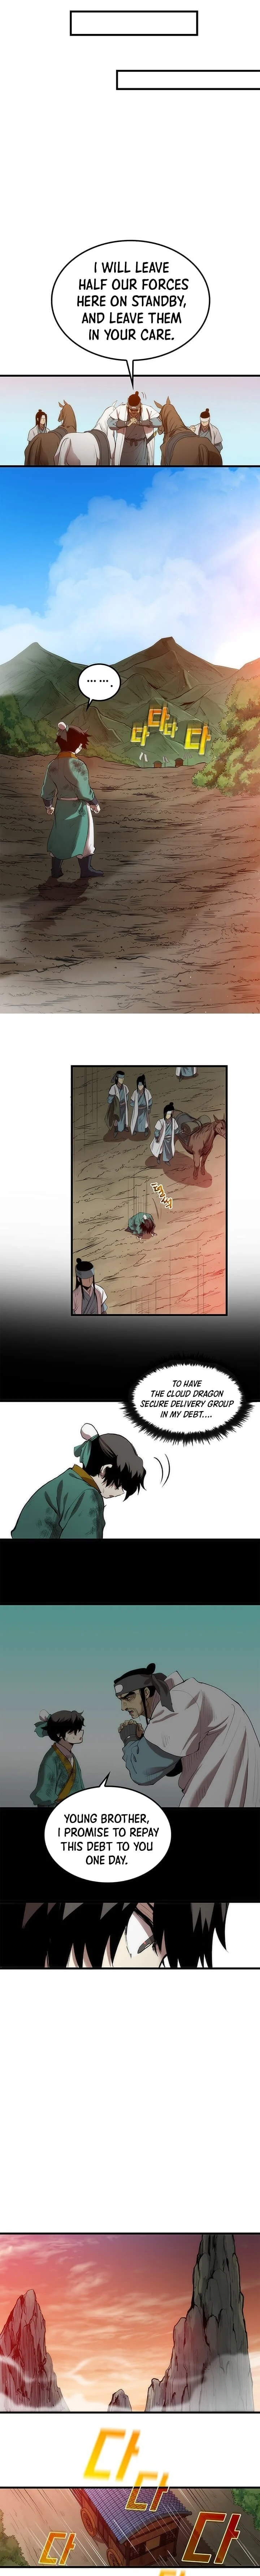 I WILL LEAVE
HALF OUR FORCES
HERE ON STANDBY,
AND LEAVE THEM
IN YOUR CARE.
... ... .
다 다다 다
TO HAVE
THE CLOUD DRAGON
SECURE DELIVERY GROUP
IN MY DEBT....
YOUNG BROTHER,
I PROMISE TO REPAY
THIS DEBT TO YOU
ONE DAY.
다
다
다
다